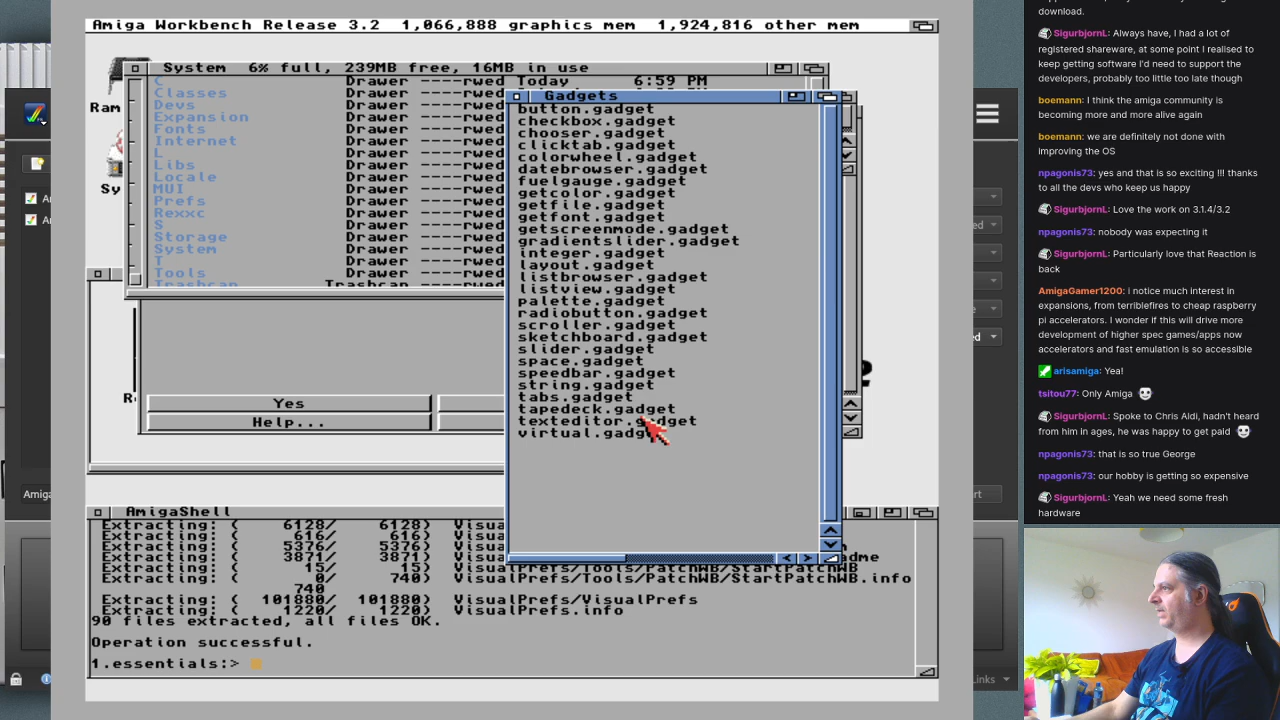 Amiga Workbench Release 3.2 1,066,888 graphics mem 1,924,816 other mem
System 6% full, 239MB free, 16MB in use
C Drawer ----rwed Today 6:59 PM
Classes Drawer ----rwed
Devs Drawer ----rwed
Expansion Drawer ----rwed
Fonts Drawer ----rwed
Internet Drawer ----rwed
L Drawer ----rwed
Libs Drawer ----rwed
Locale Drawer ----rwed
MUI Drawer ----rwed
Prefs Drawer ----rwed
Rexxc Drawer ----rwed
S Drawer ----rwed
Storage Drawer ----rwed
System Drawer ----rwed
T Drawer ----rwed
Tools Drawer ----rwed
Trashcan Trashcan ----rwed
Ram
Sy
Yes
Help...
Gadgets
button.gadget
checkbox.gadget
chooser.gadget
clicktab.gadget
colorwheel.gadget
datebrowser.gadget
fuelgauge.gadget
getcolor.gadget
getfile.gadget
getfont.gadget
getscreenmode.gadget
gradientslider.gadget
integer.gadget
layout.gadget
listbrowser.gadget
listview.gadget
palette.gadget
radiobutton.gadget
scroller.gadget
sketchboard.gadget
slider.gadget
space.gadget
speedbar.gadget
string.gadget
tabs.gadget
tapedeck.gadget
texteditor.gadget
virtual.gadg
AmigaShell
Extracting: ( 6128/ 6128) Visual
Extracting: ( 616/ 616) Visual
Extracting: ( 5376/ 5376) Visual
Extracting: ( 3871/ 3871) Visual adme
Extracting: ( 15/ 15) VisualPrefs/Tools/PatchWB/StartPatchWB
Extracting: ( 0/ 740) VisualPrefs/Tools/PatchWB/StartPatchWB.info
740
Extracting: ( 101880/ 101880) VisualPrefs/VisualPrefs
Extracting: ( 1220/ 1220) VisualPrefs.info
90 files extracted, all files OK.
Operation successful.
1.essentials:>
Amiga
Links
download.
SigurbjornL: Always have, I had a lot of
registered shareware, at some point I realised to
keep getting software I'd need to support the
developers, probably too little too late though
boemann: I think the amiga community is
becoming more and more alive again
boemann: we are definitely not done with
improving the OS
npagonis73: yes and that is so exciting !!! thanks
to all the devs who keep us happy
SigurbjornL: Love the work on 3.1.4/3.2
npagonis73: nobody was expecting it
SigurbjornL: Particularly love that Reaction is
back
AmigaGamer1200: i notice much interest in
expansions, from terriblefires to cheap raspberry
pi accelerators. I wonder if this will drive more
development of higher spec games/apps now
accelerators and fast emulation is so accessible
arisamiga: Yea!
tsitou77: Only Amiga
SigurbjornL: Spoke to Chris Aldi, hadn't heard
from him in ages, he was happy to get paid
npagonis73: that is so true George
npagonis73: our hobby is getting so expensive
SigurbjornL: Yeah we need some fresh
hardware